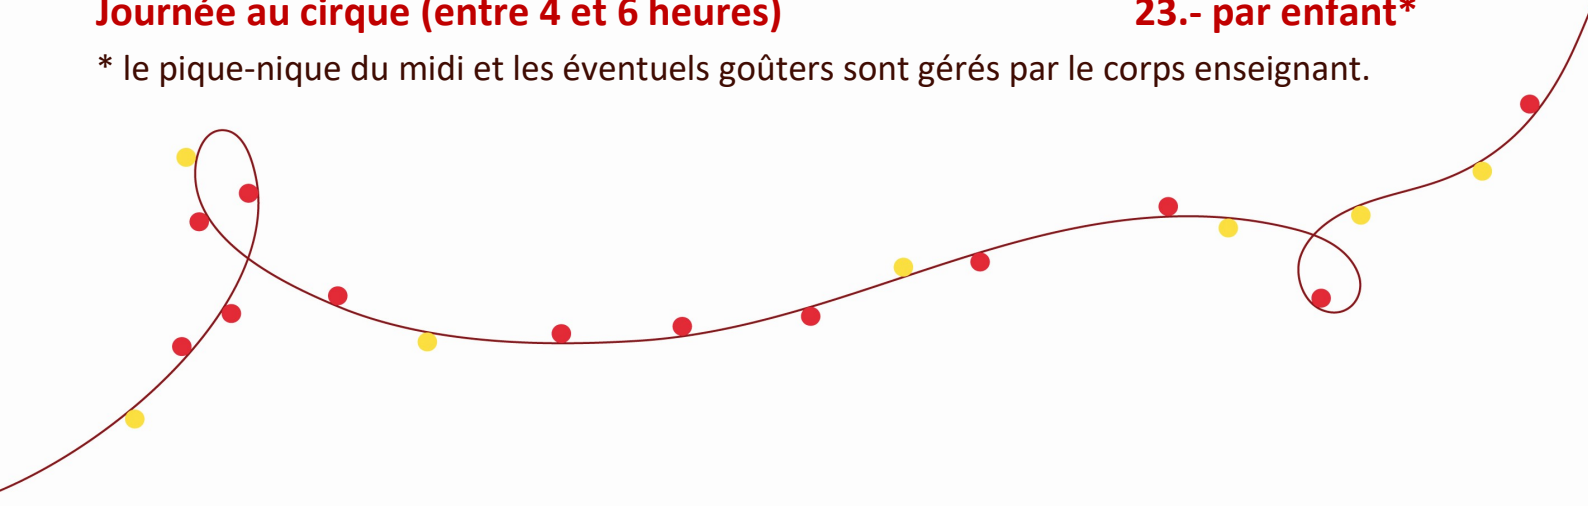 Journée au cirque (entre 4 et 6 heures) 23.- par enfant*
* le pique-nique du midi et les éventuels goûters sont gérés par le corps enseignant.